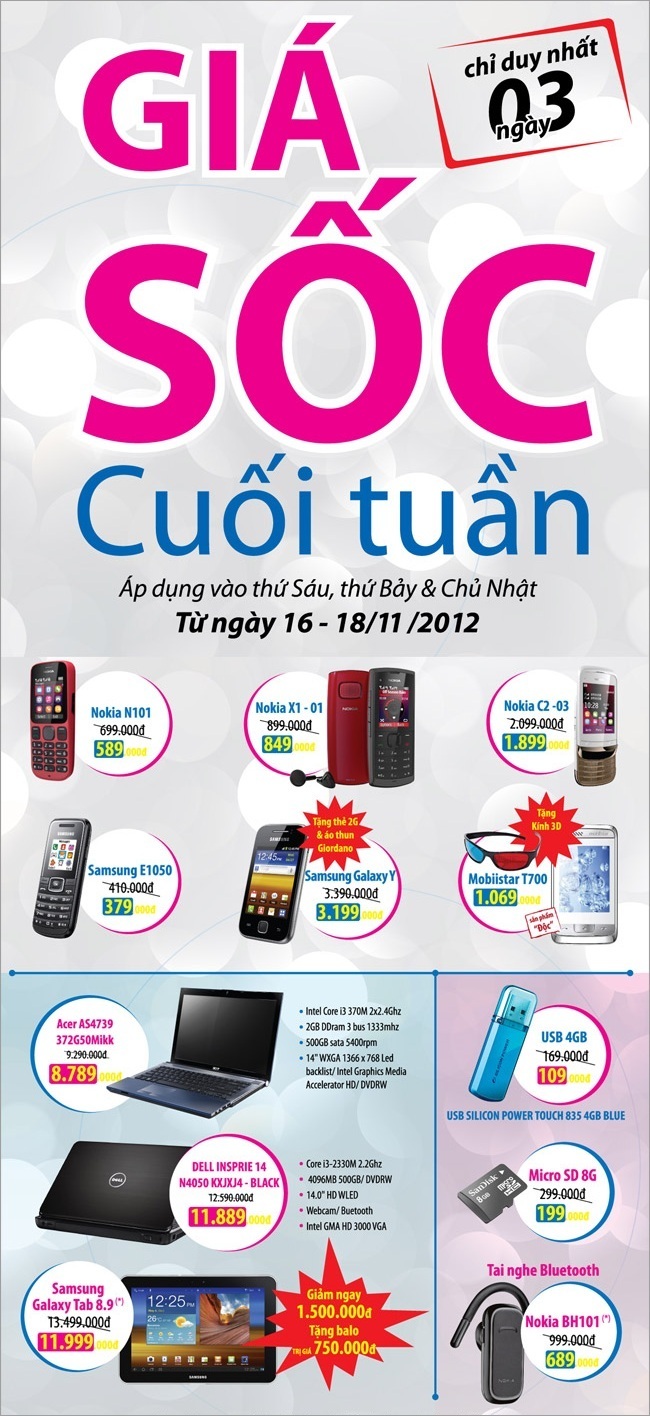 GIÁ
SỐC
chỉ duy nhất
03
ngày
Cuối tuần
Áp dụng vào thứ Sáu, thứ Bảy & Chủ Nhật
Từ ngày 16 - 18/11 /2012
Nokia N101
699.000đ
589.000đ
Nokia X1 - 01
899.000đ
849.000đ
NOKIA
Nokia C2 -03
2.099.000đ
1.899.000đ
Samsung E1050
410.000đ
379.000đ
Tặng thẻ 2G
& áo thun
Giordano
Samsung Galaxy Y
3.390.000đ
3.199.000đ
Tặng
Kính 3D
Mobiistar T700
1.069.000đ
sản phẩm
"Độc"
Acer AS4739
372G50Mikk
9.290.000đ
8.789.000đ
• Intel Core i3 370M 2x2.4Ghz
• 2GB DDram 3 bus 1333mhz
• 500GB sata 5400rpm
• 14" WXGA 1366 x 768 Led
backlist/ Intel Graphics Media
Accelerator HD/ DVDRW
USB 4GB
169.000đ
109.000đ
USB SILICON POWER TOUCH 835 4GB BLUE
DELL
DELL INSPRIE 14
N4050 KXJXJ4 - BLACK
12.590.000đ
11.889.000đ
• Core i3-2330M 2.2Ghz
• 4096MB 500GB/ DVDRW
• 14.0" HD WLED
• Webcam/ Buetooth
• Intel GMA HD 3000 VGA
SanDisk
8GB
Micro SD 8G
299.000đ
199.000đ
Samsung
Galaxy Tab 8.9 (*)
13.499.000đ
11.999.000đ
12:25
SAMSUNG
Giảm ngay
1.500.000đ
Tặng balo
TRỊ GIÁ 750.000đ
Tai nghe Bluetooth
Nokia BH101 (*)
999.000đ
689.000đ